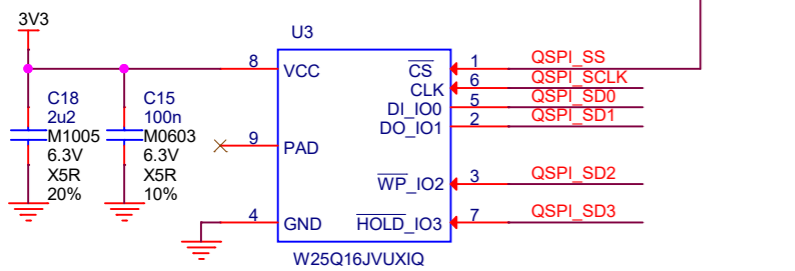 3V3
U3
8 VCC
C18
2u2
M1005
6.3V
X5R
20%
C15
100n
M0603
6.3V
X5R
10%
9 PAD
4 GND
CS 1 QSPI_SS
CLK 6 QSPI_SCLK
DI_IO0 5 QSPI_SD0
DO_IO1 2 QSPI_SD1
WP_IO2 3 QSPI_SD2
HOLD_IO3 7 QSPI_SD3
W25Q16JVUXIQ